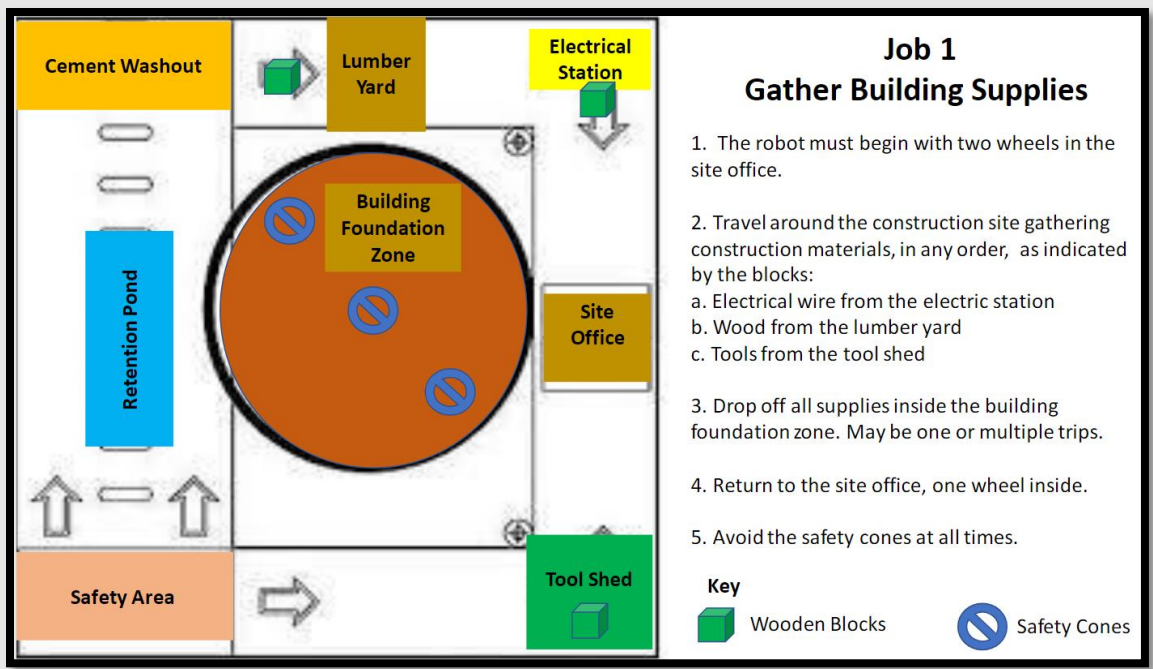 Cement Washout
Lumber
Yard
Electrical
Station
Building
Foundation
Zone
Retention Pond
Site
Office
Safety Area
Tool Shed
Job 1
Gather Building Supplies
1. The robot must begin with two wheels in the
site office.
2. Travel around the construction site gathering
construction materials, in any order, as indicated
by the blocks:
a. Electrical wire from the electric station
b. Wood from the lumber yard
c. Tools from the tool shed
3. Drop off all supplies inside the building
foundation zone. May be one or multiple trips.
4. Return to the site office, one wheel inside.
5. Avoid the safety cones at all times.
Key
Wooden Blocks
Safety Cones